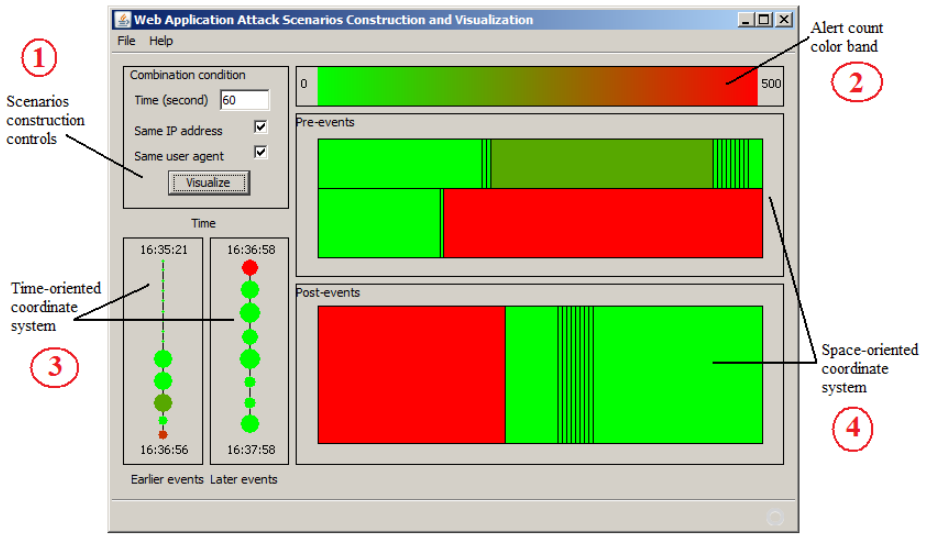 Web Application Attack Scenarios Construction and Visualization
File Help
1
Scenarios
construction
controls
Combination condition
Time (second) 60
Same IP address
Same user agent
Visualize
0
500
Alert count
color band
2
Pre-events
Time
16:35:21
16:36:58
Time-oriented
coordinate
system
3
16:36:56
16:37:58
Earlier events
Later events
Post-events
Space-oriented
coordinate
system
4